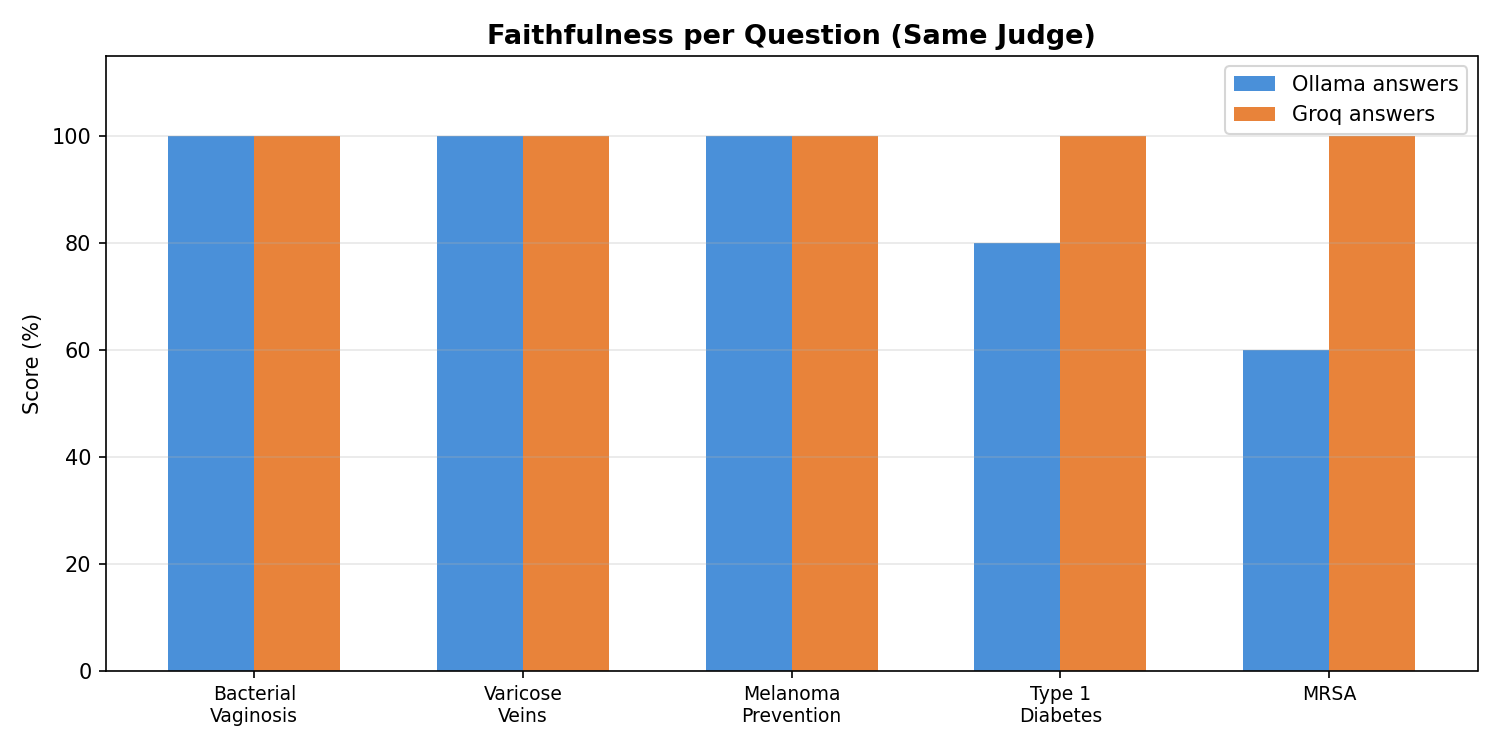 Faithfulness per Question (Same Judge)
Ollama answers
Groq answers
Score (%)
100
80
60
40
20
0
Bacterial
Vaginosis
Varicose
Veins
Melanoma
Prevention
Type 1
Diabetes
MRSA